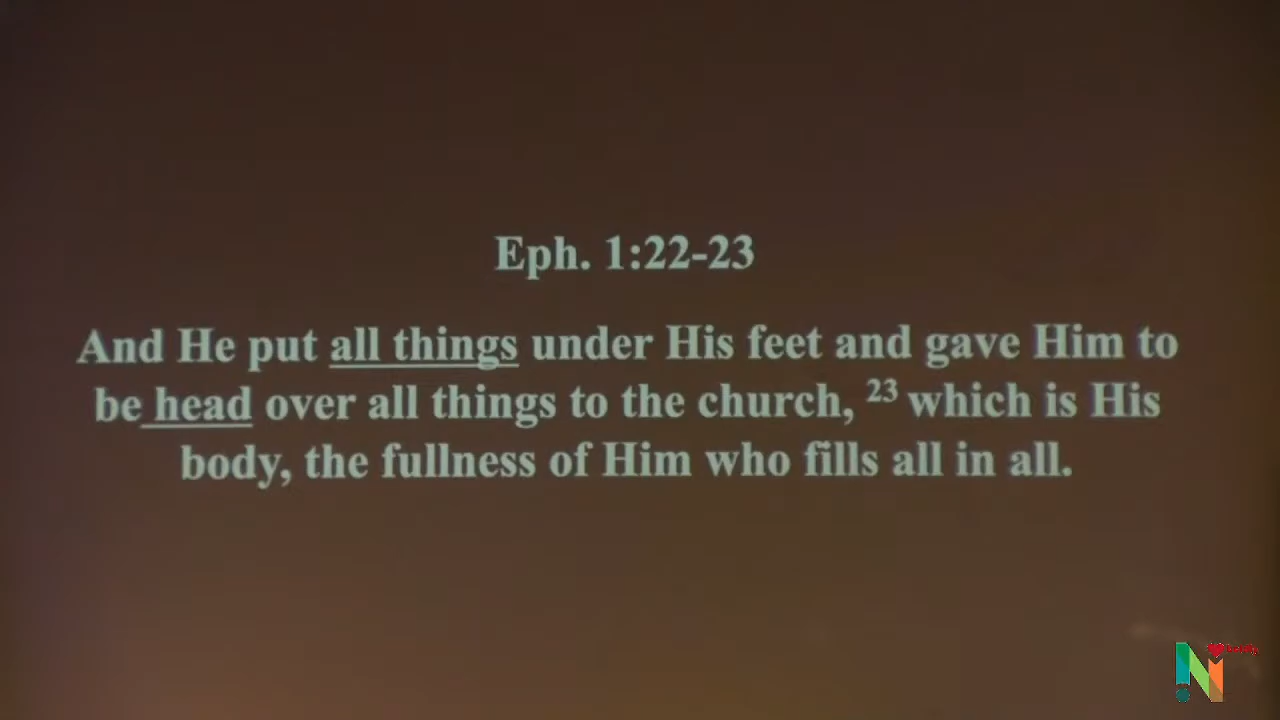 Eph. 1:22-23
And He put all things under His feet and gave Him to
be head over all things to the church, 23 which is His
body, the fullness of Him who fills all in all.